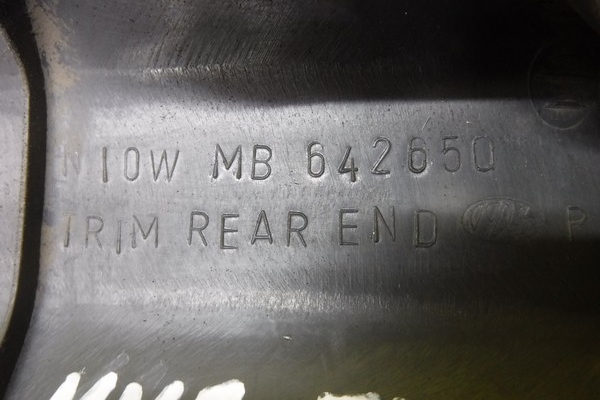 N10W MB 642650
TRIM REAR END P